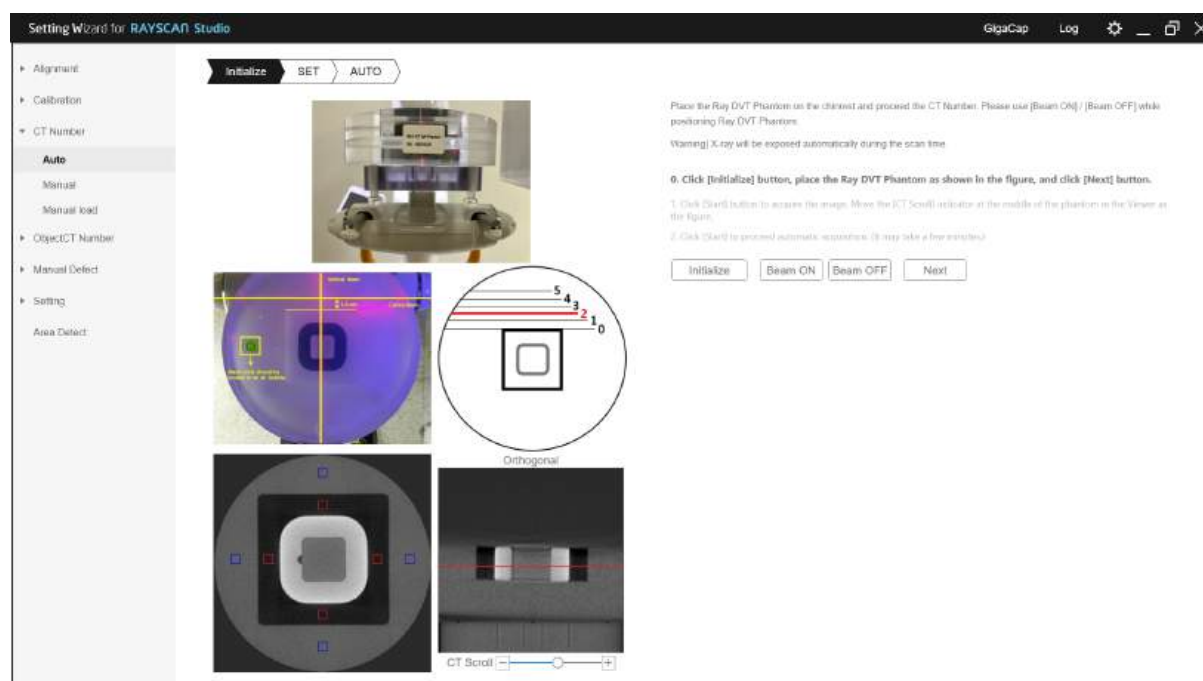 Setting Wizard for RAYSCAN Studio
GigaCap
Log
Alignment
Calibration
CT Number
Auto
Manual
Manual load
ObjectCT Number
Manual Defect
Setting
Area Detect
Initialize
SET
AUTO
Place the Ray DVT Phantom on the chinrest and proceed the CT Number. Please use [Beam ON] / [Beam OFF] while
positioning Ray DVT Phantom
Warning] X-ray will be exposed automatically during the scan time
0. Click [Initialize] button, place the Ray DVT Phantom as shown in the figure, and click [Next] button.
1. Click [Start] button to acquire the image. Move the [CT Scroll] indicator at the middle of the phantom in the Viewer as
the figure.
2. Click [Start] to proceed automatic acquisition. (It may take a few minutes)
Initialize
Beam ON
Beam OFF
Next
5
4
3
2
1
0
Orthogonal
CT Scroll